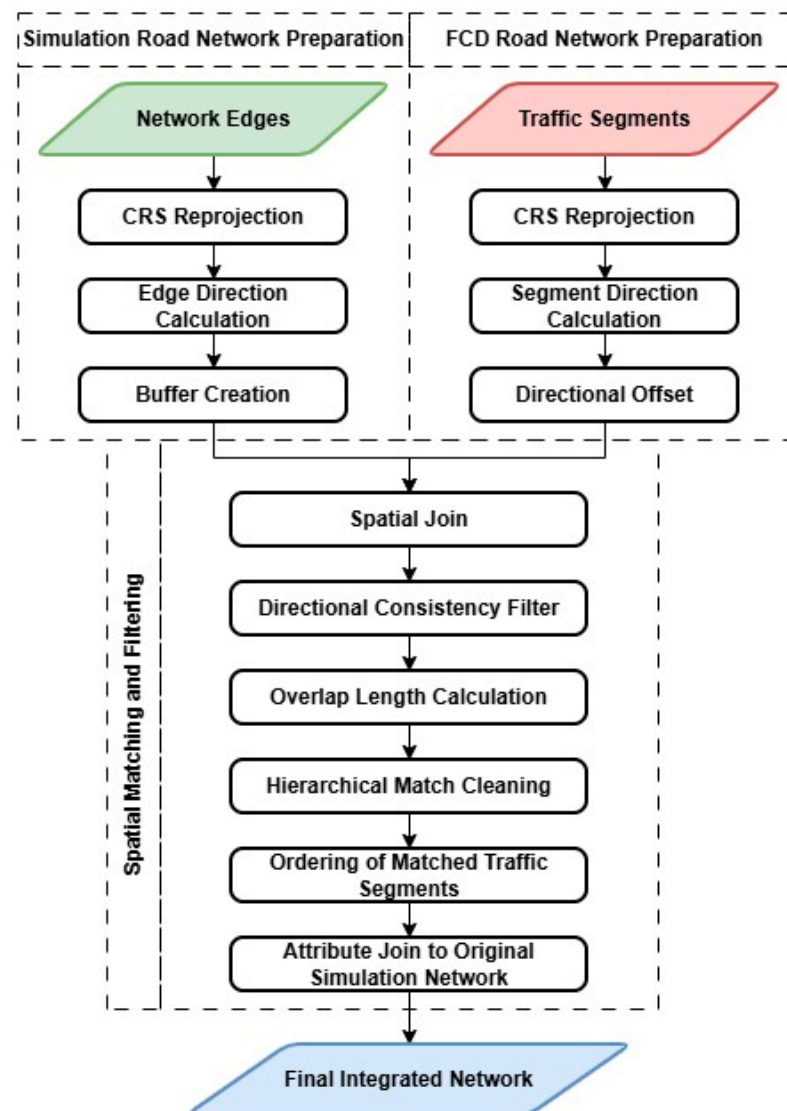 Simulation Road Network Preparation
FCD Road Network Preparation
Network Edges
Traffic Segments
CRS Reprojection
CRS Reprojection
Edge Direction
Calculation
Segment Direction
Calculation
Buffer Creation
Directional Offset
Spatial Matching and Filtering
Spatial Join
Directional Consistency Filter
Overlap Length Calculation
Hierarchical Match Cleaning
Ordering of Matched Traffic
Segments
Attribute Join to Original
Simulation Network
Final Integrated Network